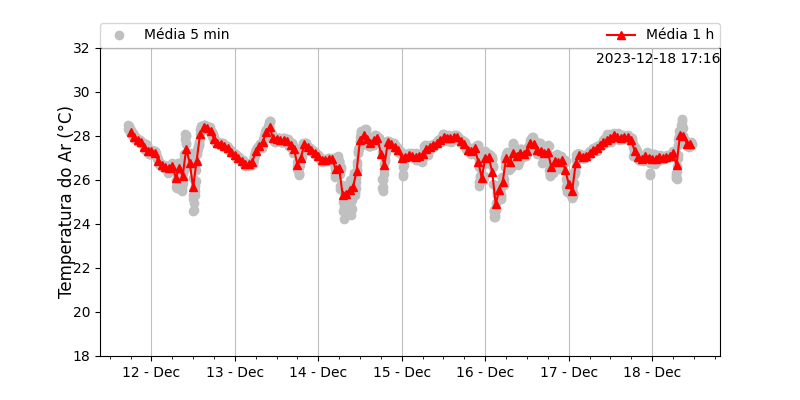 Média 5 min
Média 1 h
2023-12-18 17:16
Temperatura do Ar (°C)
32
30
28
26
24
22
20
18
12 - Dec
13 - Dec
14 - Dec
15 - Dec
16 - Dec
17 - Dec
18 - Dec